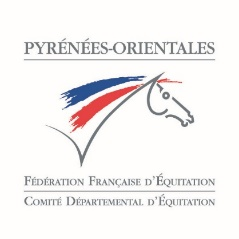 PYRÉNÉES-ORIENTALES
FÉDÉRATION FRANÇAISE D'ÉQUITATION
COMITÉ DÉPARTEMENTAL D'ÉQUITATION